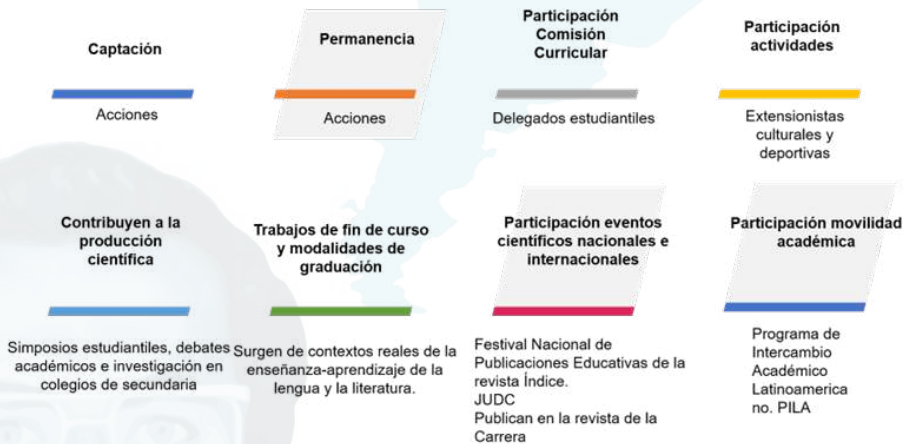 Captación
Acciones
Permanencia
Acciones
Participación
Comisión
Curricular
Delegados estudiantiles
Participación
actividades
Extensionistas
culturales y
deportivas
Contribuyen a la
producción
científica
Simposios estudiantiles, debates
académicos e investigación en
colegios de secundaria
Trabajos de fin de curso
y modalidades de
graduación
Surgen de contextos reales de la
enseñanza-aprendizaje de la
lengua y la literatura.
Participación eventos
científicos nacionales e
internacionales
Festival Nacional de
Publicaciones Educativas de la
revista Índice.
JUDC
Publican en la revista de la
Carrera
Participación movilidad
académica
Programa de
Intercambio
Académico
Latinoamerica
no. PILA